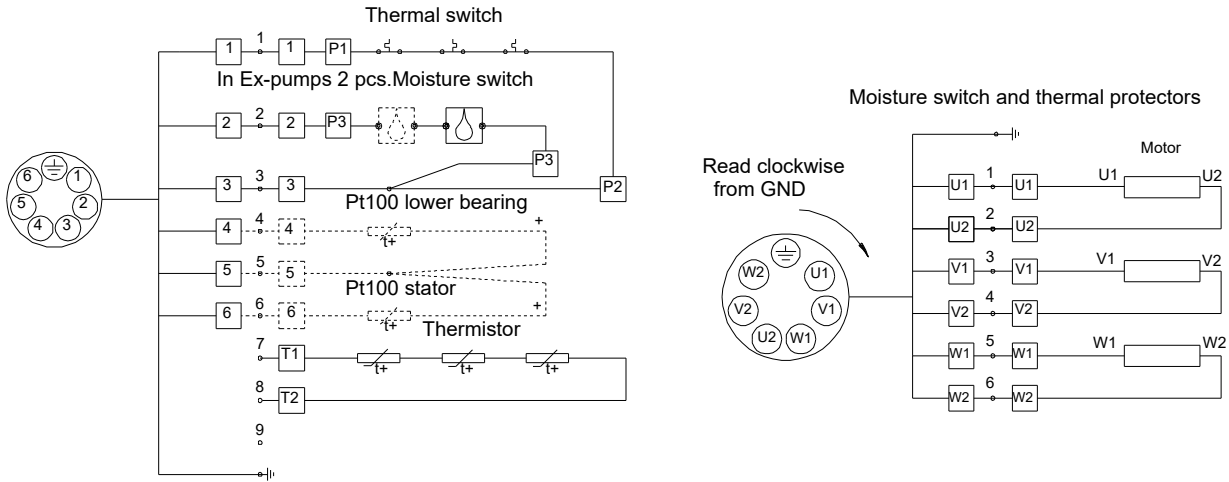 Thermal switch
1 1 1 P1
In Ex-pumps 2 pcs.Moisture switch
2 2 2 P3
P3
3 3 3 P2
Pt100 lower bearing
4 4 4 t+ +
5 5 5
Pt100 stator
6 6 6 t+ +
Thermistor
7 T1 t+ t+ t+
8 T2
9
6 1
5 2
4 3
Moisture switch and thermal protectors
Motor
Read clockwise
from GND
U1 1 U1 U1 U2
U2 2 U2
V1 3 V1 V1 V2
V2 4 V2
W1 5 W1 W1 W2
W2 6 W2
W2 U1
V2 V1
U2 W1